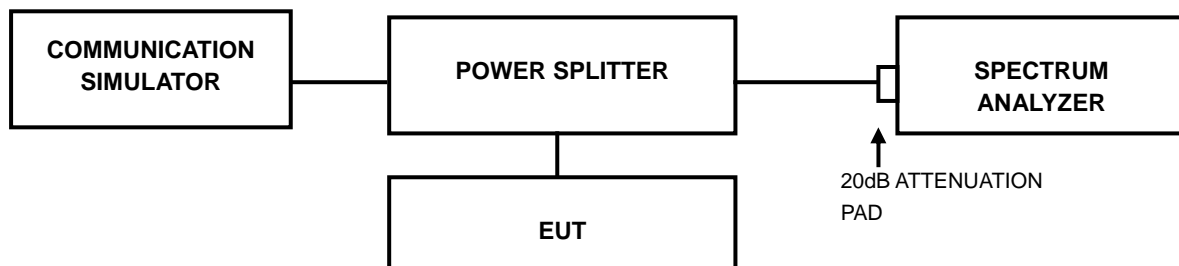 COMMUNICATION
SIMULATOR
POWER SPLITTER
SPECTRUM
ANALYZER
20dB ATTENUATION
PAD
EUT